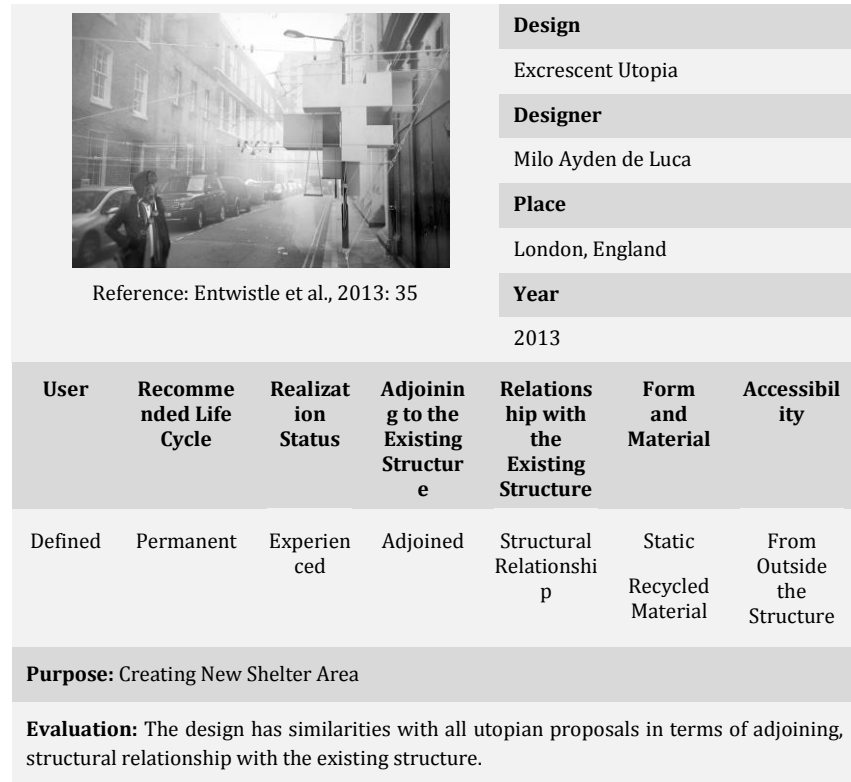 Design
Excrescent Utopia
Designer
Milo Ayden de Luca
Place
London, England
Reference: Entwistle et al., 2013: 35
Year
2013
User
Recomme
nded Life
Cycle
Realizat
ion
Status
Adjoinin
g to the
Existing
Structur
e
Relations
hip with
the
Existing
Structure
Form
and
Material
Accessibil
ity
Defined
Permanent
Experien
ced
Adjoined
Structural
Relationshi
p
Static
Recycled
Material
From
Outside
the
Structure
Purpose: Creating New Shelter Area
Evaluation: The design has similarities with all utopian proposals in terms of adjoining,
structural relationship with the existing structure.